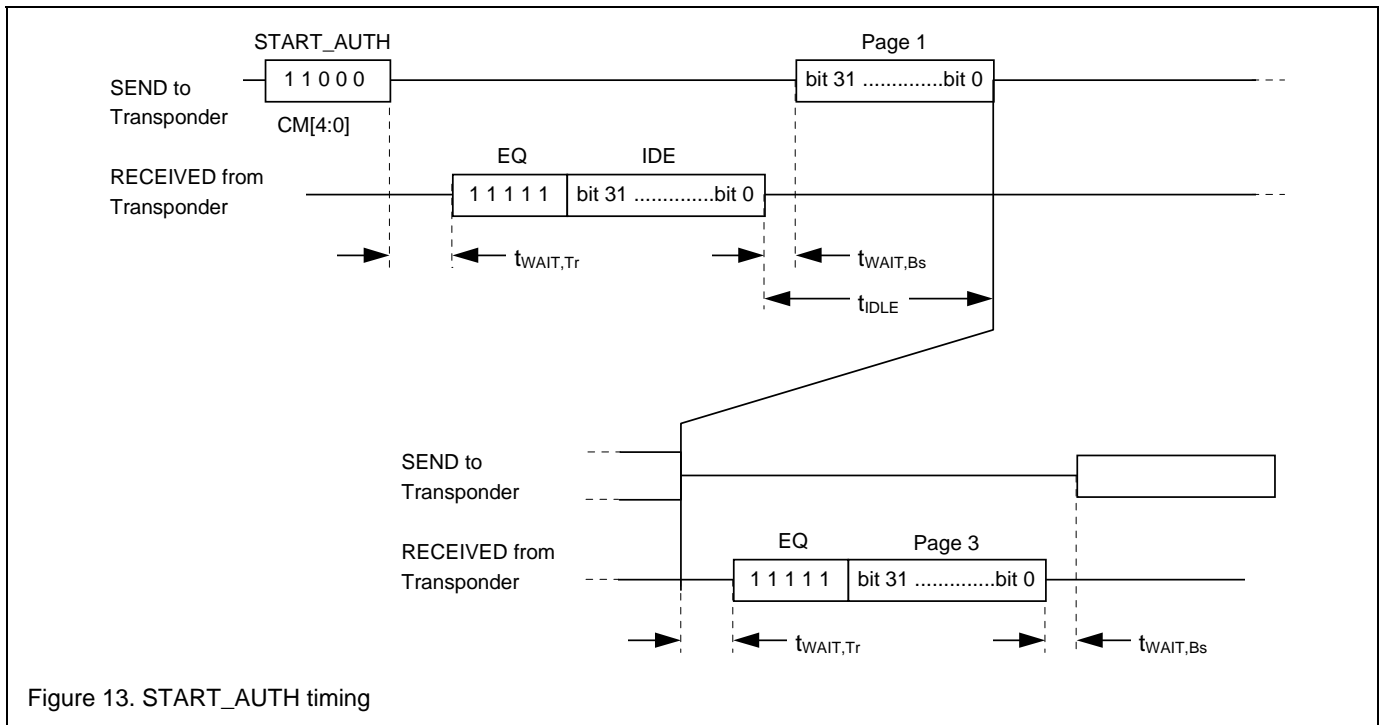 START_AUTH
Page 1
SEND to
Transponder
1 1 0 0 0
bit 31 ..............bit 0
CM[4:0]
EQ
IDE
RECEIVED from
Transponder
1 1 1 1 1
bit 31 ..............bit 0
tWAIT,Tr
tWAIT,Bs
tIDLE
SEND to
Transponder
EQ
Page 3
RECEIVED from
Transponder
1 1 1 1 1
bit 31 ..............bit 0
tWAIT,Tr
tWAIT,Bs
Figure 13. START_AUTH timing